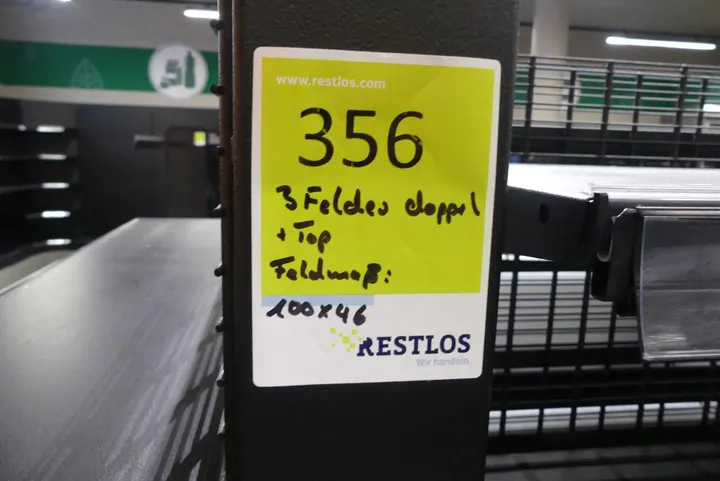 www.restlos.com
356
3 Felder doppel
+ Top
Feldmaß:
100x46
RESTLOS
Wir handeln.